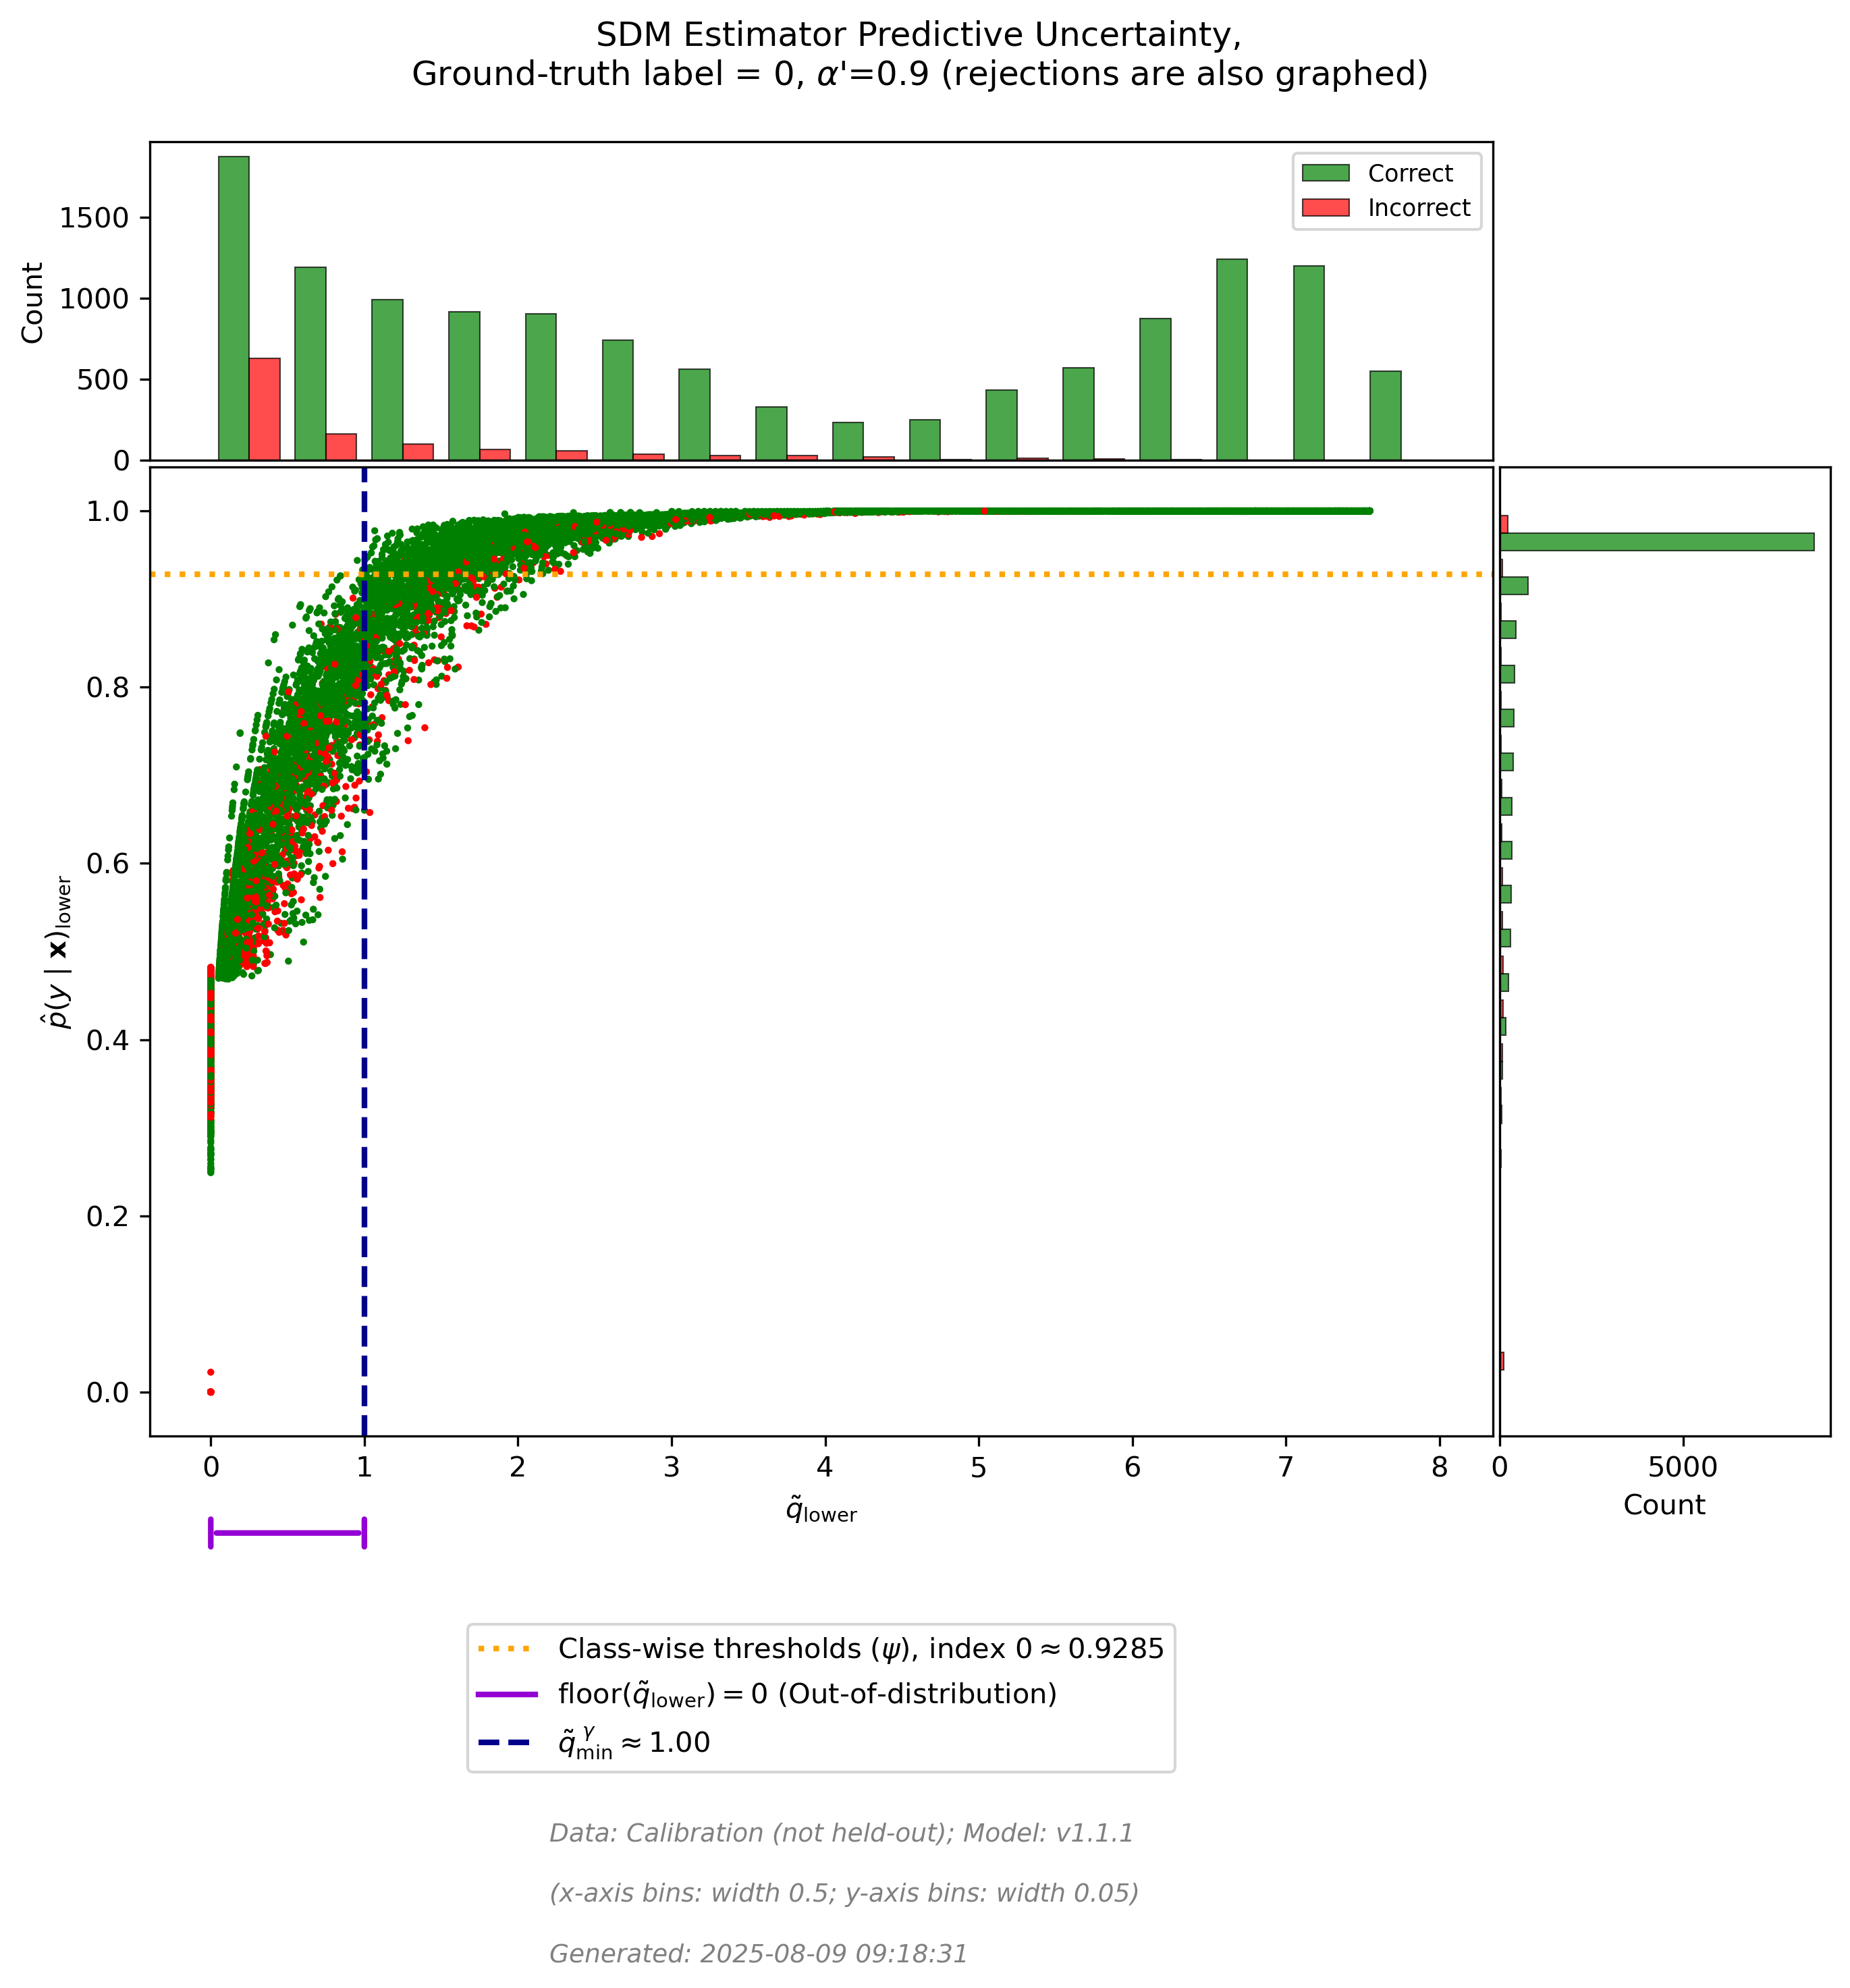 SDM Estimator Predictive Uncertainty,
Ground-truth label = 0, α'=0.9 (rejections are also graphed)
Correct
Incorrect
Count
1500
1000
500
0
p̂(y | x)lower
1.0
0.8
0.6
0.4
0.2
0.0
0 1 2 3 4 5 6 7 8
q̃lower
0 5000
Count
Class-wise thresholds (ψ), index 0 ≈ 0.9285
floor(q̃lower) = 0 (Out-of-distribution)
q̃ᵞmin ≈ 1.00
Data: Calibration (not held-out); Model: v1.1.1
(x-axis bins: width 0.5; y-axis bins: width 0.05)
Generated: 2025-08-09 09:18:31